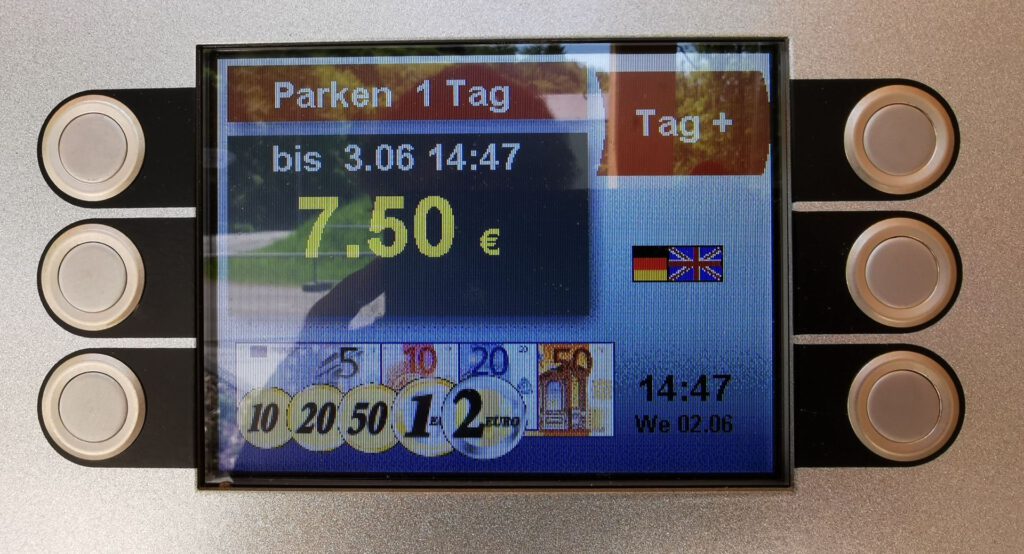 Parken 1 Tag
Tag +
bis 3.06 14:47
7.50 €
5 10 20 20 50
10 20 50 1 2 EURO
14:47
We 02.06